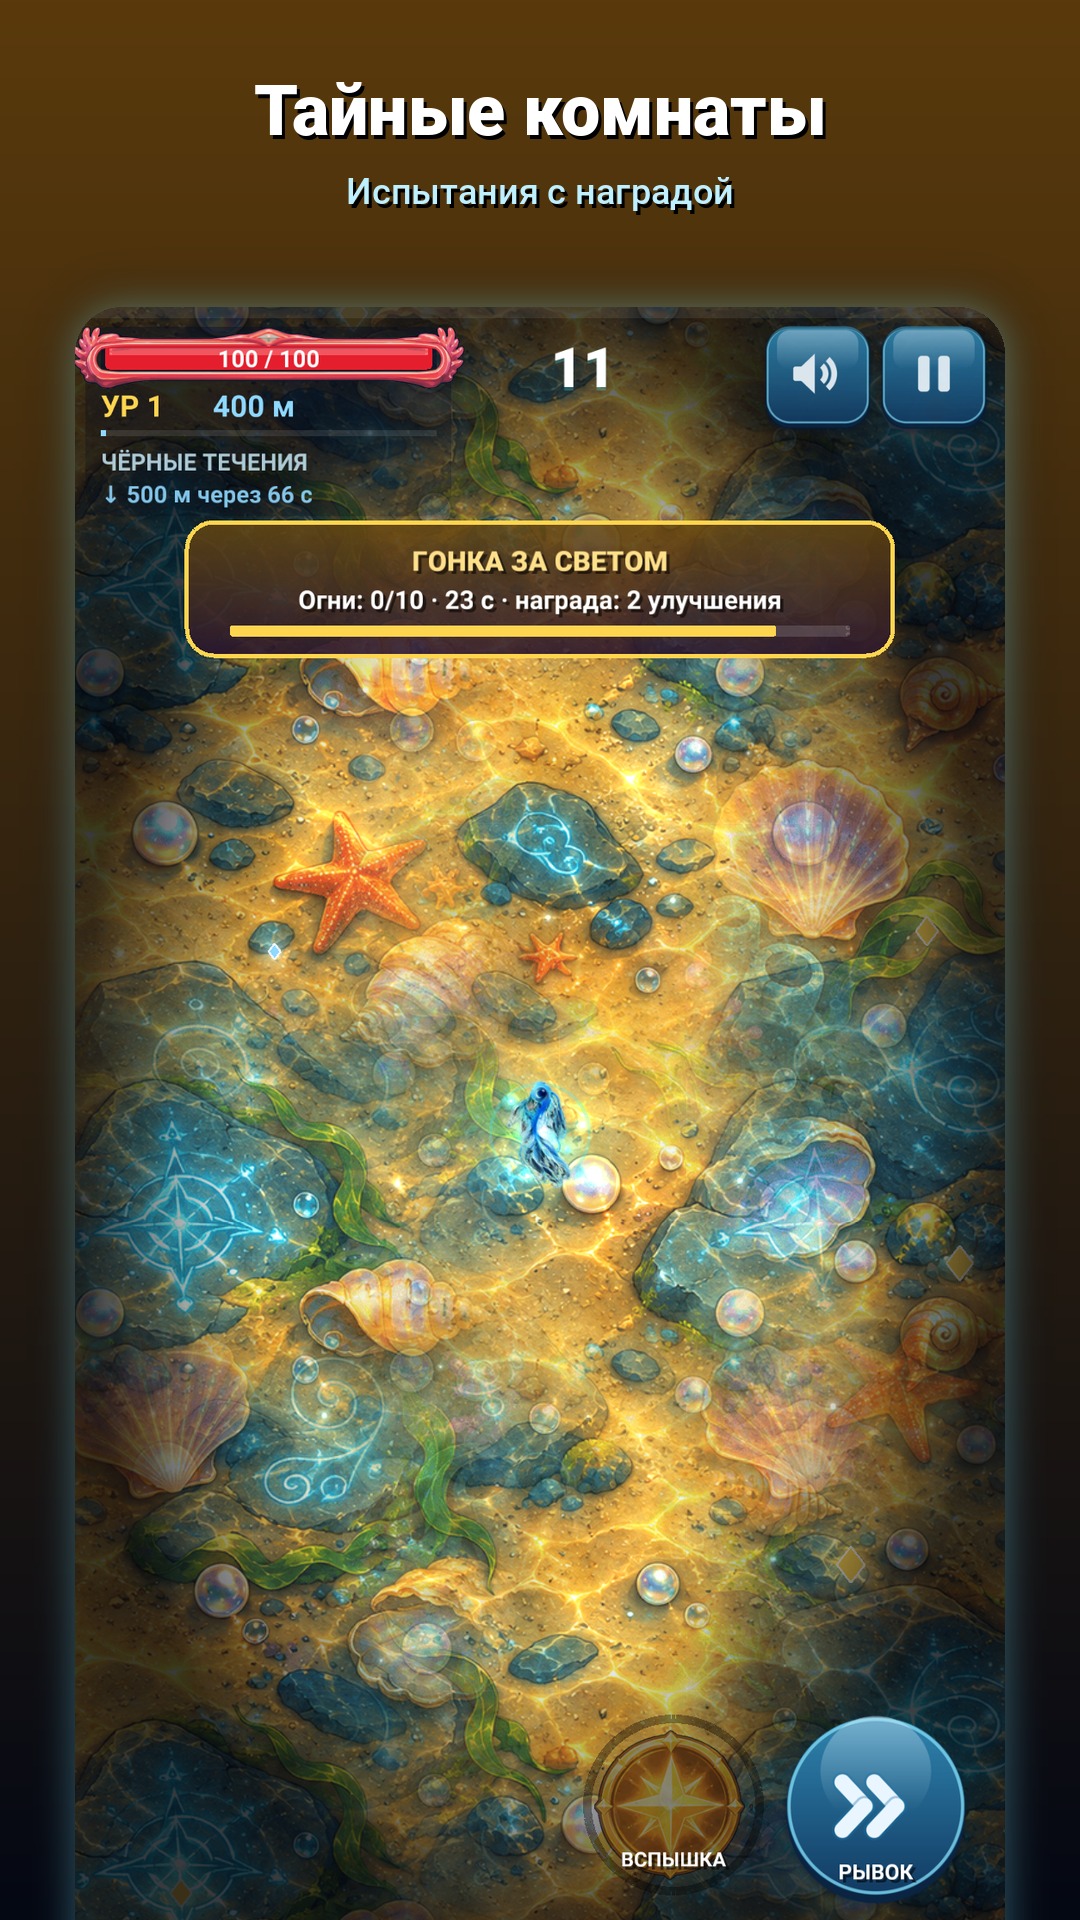 Тайные комнаты
Испытания с наградой
100 / 100
11
УР 1 400 м
ЧЁРНЫЕ ТЕЧЕНИЯ
↓ 500 м через 66 с
ГОНКА ЗА СВЕТОМ
Огни: 0/10 · 23 с · награда: 2 улучшения
ВСПЫШКА
РЫВОК